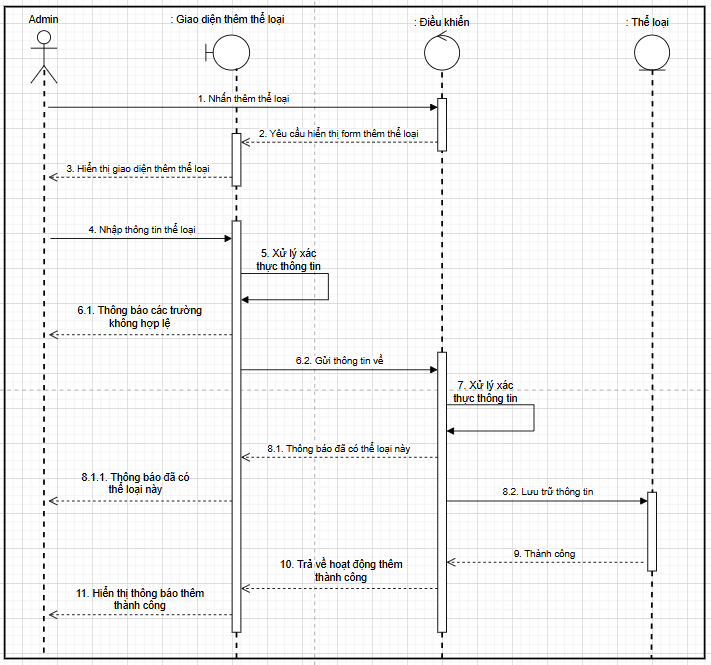 Admin
: Giao diện thêm thể loại
: Điều khiển
: Thể loại
1. Nhấn thêm thể loại
2. Yêu cầu hiển thị form thêm thể loại
3. Hiển thị giao diện thêm thể loại
4. Nhập thông tin thể loại
5. Xử lý xác
thực thông tin
6.1. Thông báo các trường
không hợp lệ
6.2. Gửi thông tin về
7. Xử lý xác
thực thông tin
8.1. Thông báo đã có thể loại này
8.1.1. Thông báo đã có
thể loại này
8.2. Lưu trữ thông tin
9. Thành công
10. Trả về hoạt động thêm
thành công
11. Hiển thị thông báo thêm
thành công